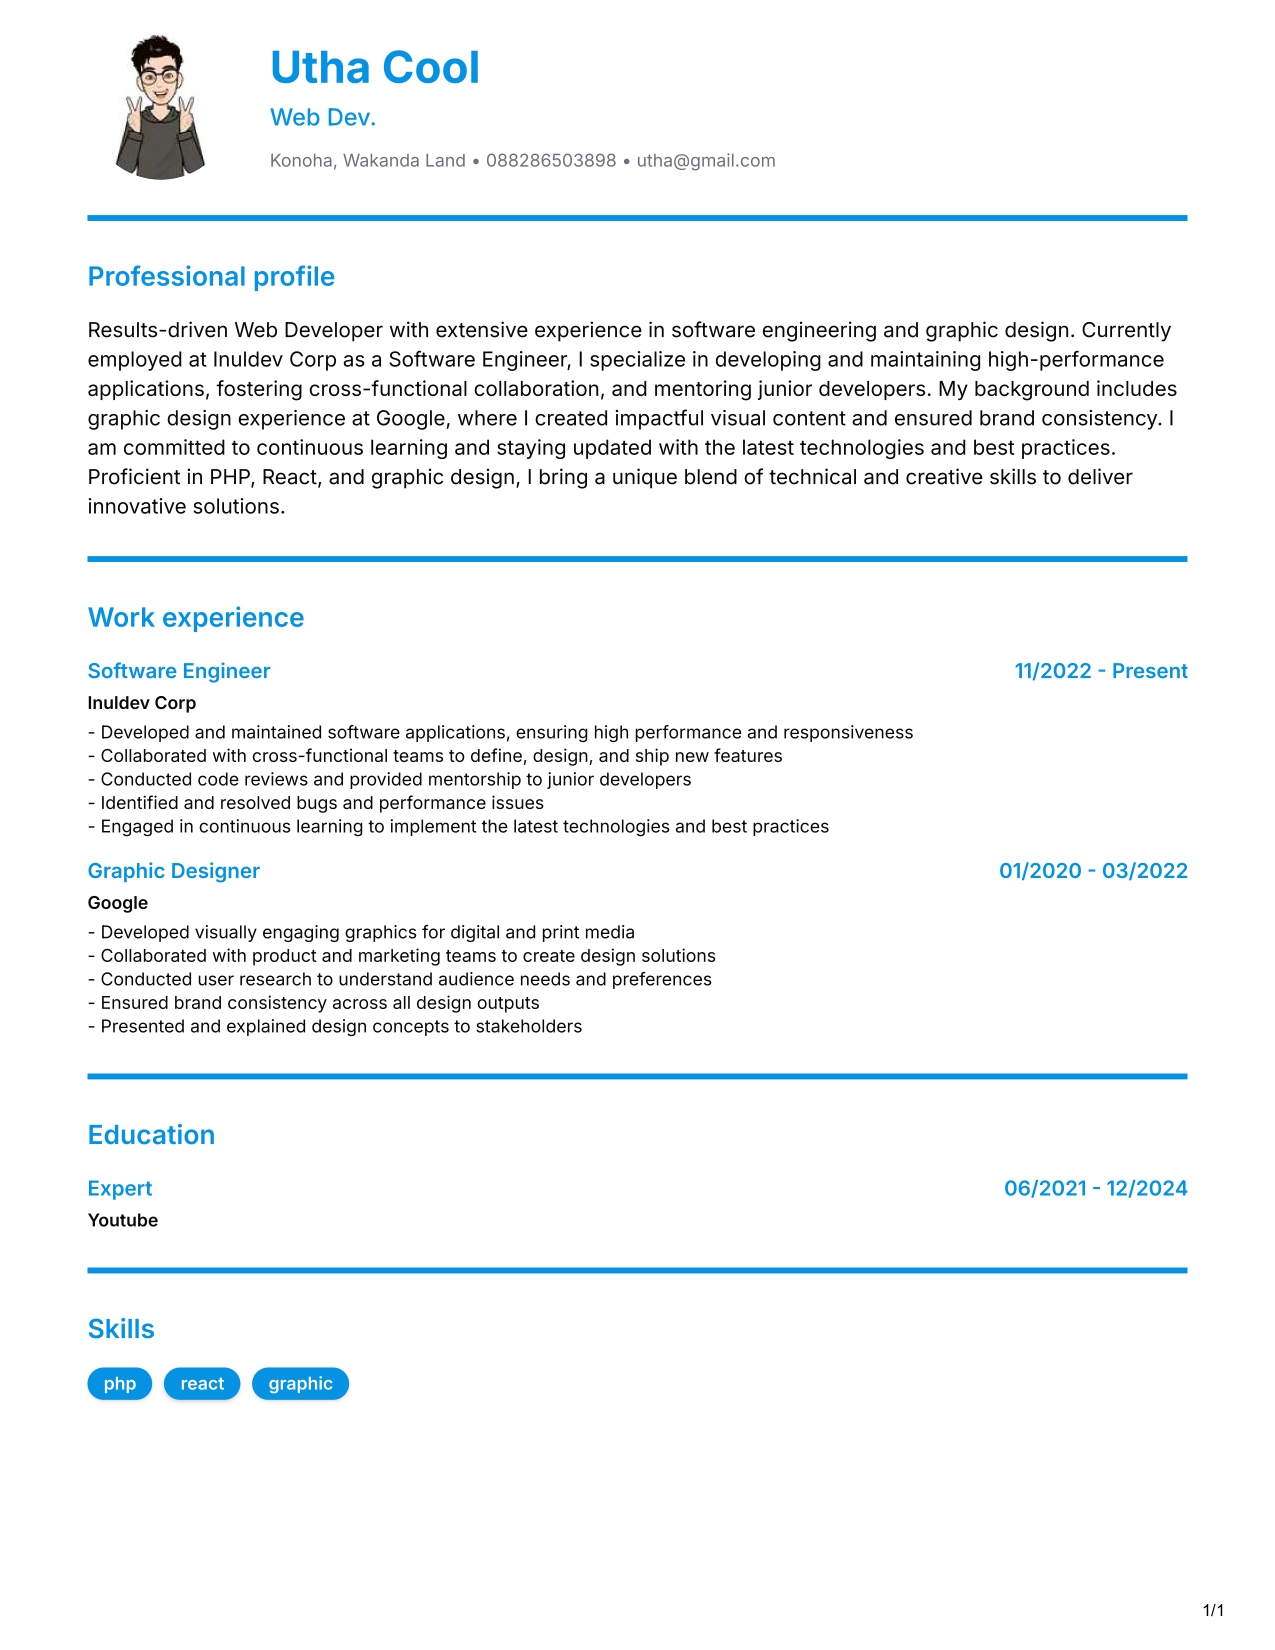 Utha Cool
Web Dev.
Konoha, Wakanda Land • 088286503898 • utha@gmail.com
Professional profile
Results-driven Web Developer with extensive experience in software engineering and graphic design. Currently
employed at Inuldev Corp as a Software Engineer, I specialize in developing and maintaining high-performance
applications, fostering cross-functional collaboration, and mentoring junior developers. My background includes
graphic design experience at Google, where I created impactful visual content and ensured brand consistency. I
am committed to continuous learning and staying updated with the latest technologies and best practices.
Proficient in PHP, React, and graphic design, I bring a unique blend of technical and creative skills to deliver
innovative solutions.
Work experience
Software Engineer 11/2022 - Present
Inuldev Corp
- Developed and maintained software applications, ensuring high performance and responsiveness
- Collaborated with cross-functional teams to define, design, and ship new features
- Conducted code reviews and provided mentorship to junior developers
- Identified and resolved bugs and performance issues
- Engaged in continuous learning to implement the latest technologies and best practices
Graphic Designer 01/2020 - 03/2022
Google
- Developed visually engaging graphics for digital and print media
- Collaborated with product and marketing teams to create design solutions
- Conducted user research to understand audience needs and preferences
- Ensured brand consistency across all design outputs
- Presented and explained design concepts to stakeholders
Education
Expert 06/2021 - 12/2024
Youtube
Skills
php react graphic
1/1